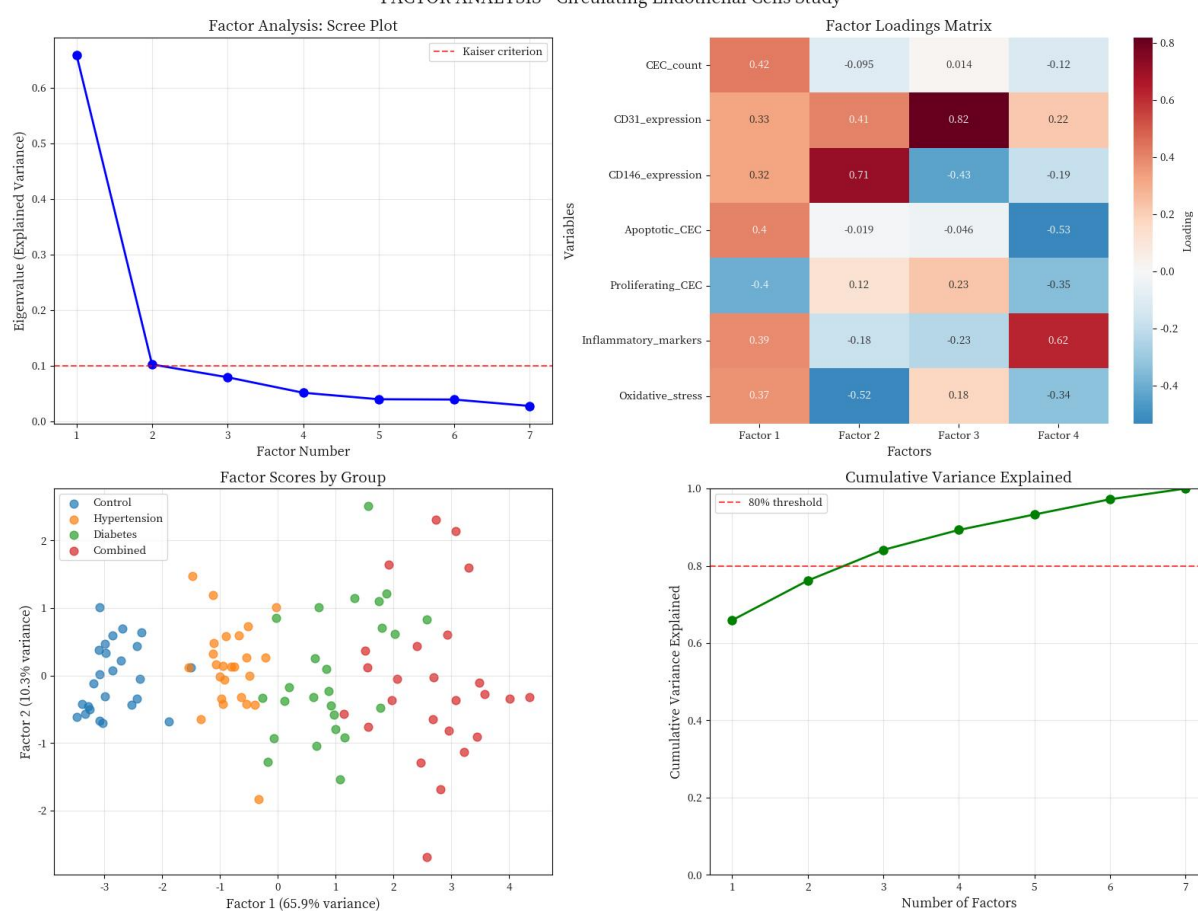 FACTOR ANALYSIS - Circulating Endothelial Cells Study
Factor Analysis: Scree Plot
Kaiser criterion
Eigenvalue (Explained Variance)
0.6
0.5
0.4
0.3
0.2
0.1
0.0
1 2 3 4 5 6 7
Factor Number
Factor Loadings Matrix
Variables
CEC_count 0.42 -0.095 0.014 -0.12
CD31_expression 0.33 0.41 0.82 0.22
CD146_expression 0.32 0.71 -0.43 -0.19
Apoptotic_CEC 0.4 -0.019 -0.046 -0.53
Proliferating_CEC -0.4 0.12 0.23 -0.35
Inflammatory_markers 0.39 -0.18 -0.23 0.62
Oxidative_stress 0.37 -0.52 0.18 -0.34
Factor 1 Factor 2 Factor 3 Factor 4
Factors
0.8
0.6
0.4
0.2
0.0
-0.2
-0.4
Loading
Factor Scores by Group
Control
Hypertension
Diabetes
Combined
Factor 2 (10.3% variance)
2
1
0
-1
-2
-3 -2 -1 0 1 2 3 4
Factor 1 (65.9% variance)
Cumulative Variance Explained
80% threshold
Cumulative Variance Explained
1.0
0.8
0.6
0.4
0.2
0.0
1 2 3 4 5 6 7
Number of Factors